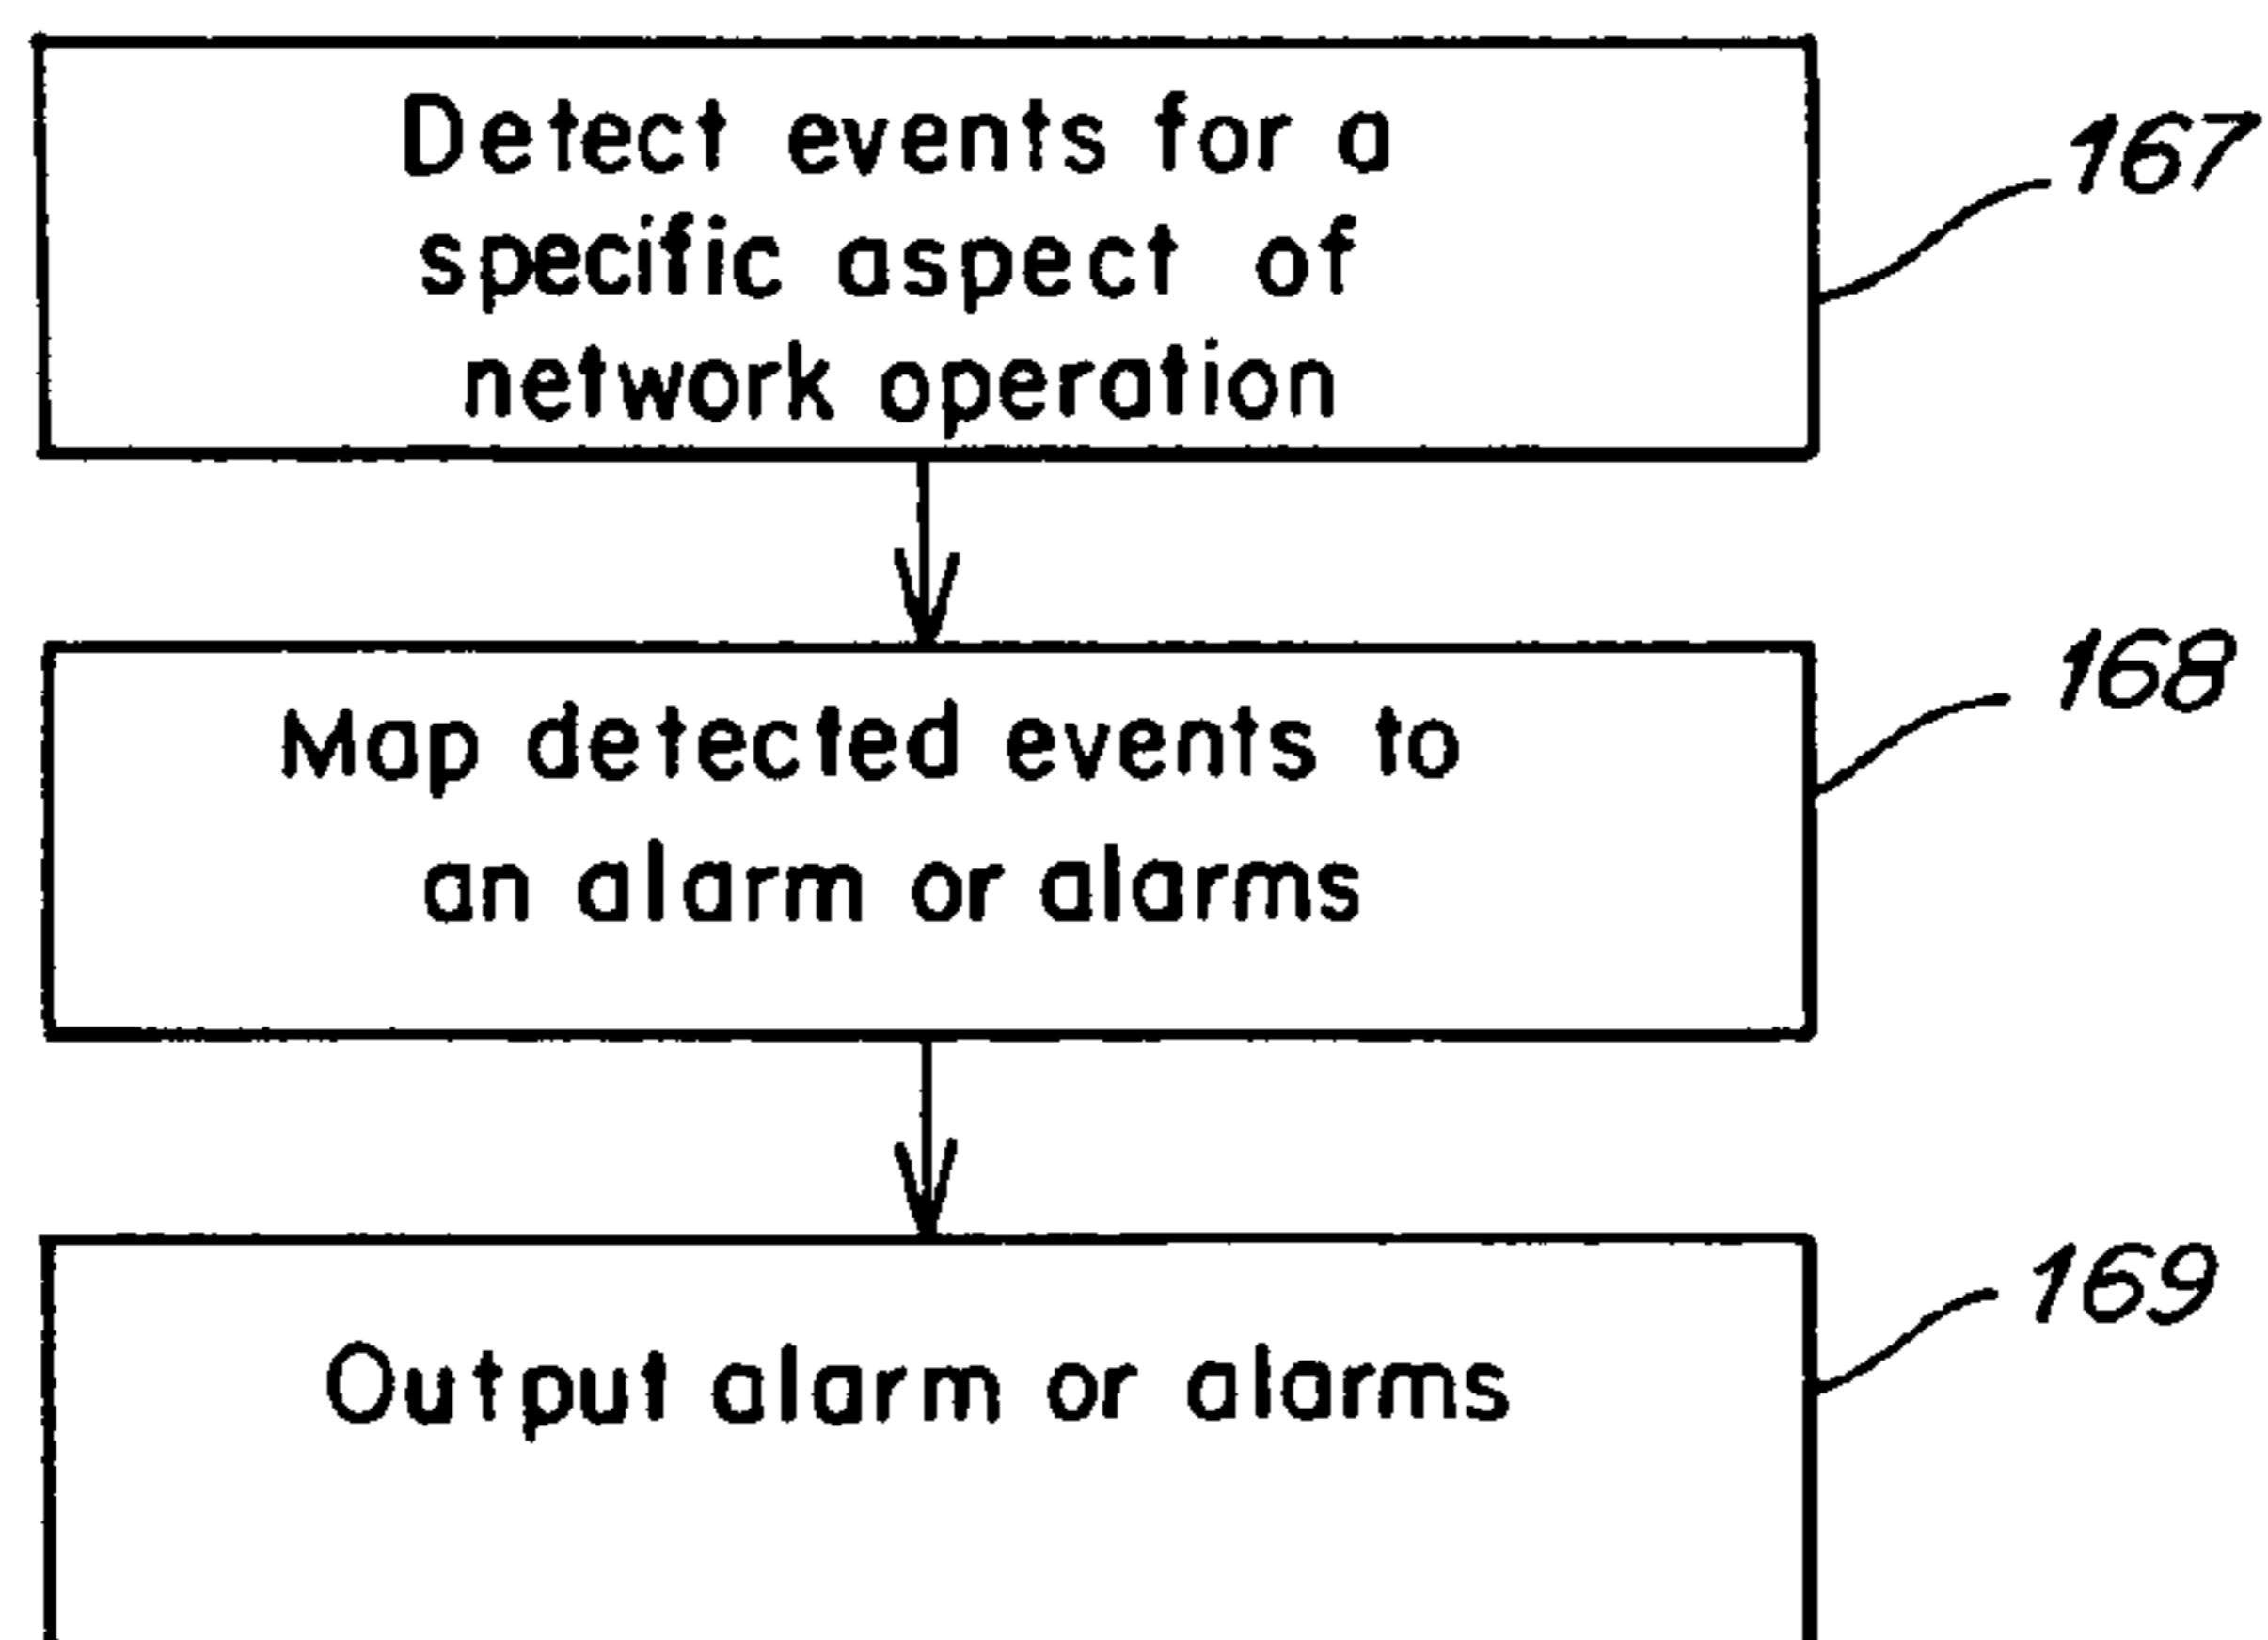 Detect events for a
specific aspect of
network operation
167
Map detected events to
an alarm or alarms
168
Output alarm or alarms
169